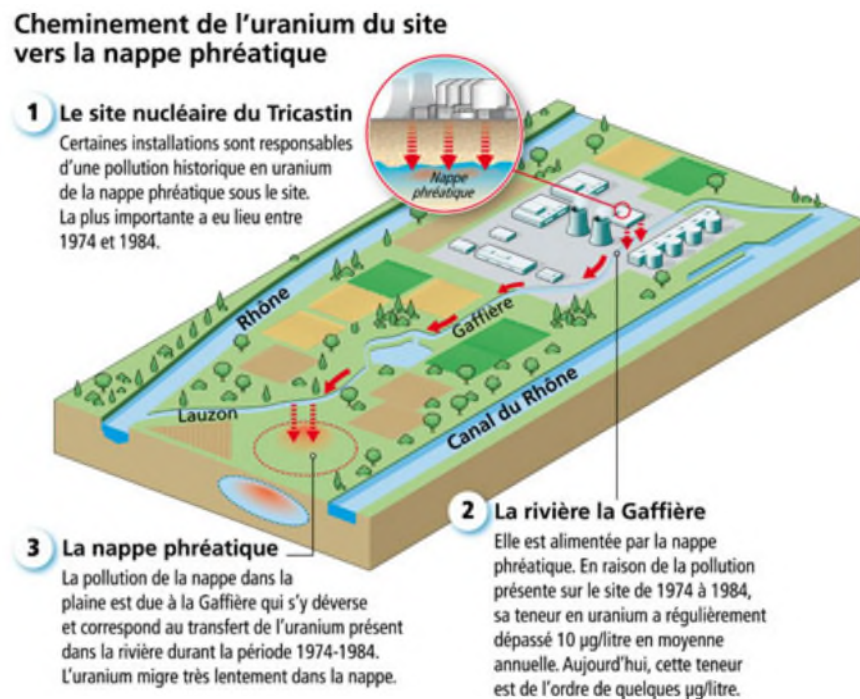 Cheminement de l'uranium du site
vers la nappe phréatique
1 Le site nucléaire du Tricastin
Certaines installations sont responsables
d'une pollution historique en uranium
de la nappe phréatique sous le site.
La plus importante a eu lieu entre
1974 et 1984.
Nappe
phréatique
Rhône
Gaffière
Lauzon
Canal du Rhône
2 La rivière la Gaffière
Elle est alimentée par la nappe
phréatique. En raison de la pollution
présente sur le site de 1974 à 1984,
sa teneur en uranium a régulièrement
dépassé 10 µg/litre en moyenne
annuelle. Aujourd'hui, cette teneur
est de l'ordre de quelques µg/litre.
3 La nappe phréatique
La pollution de la nappe dans la
plaine est due à la Gaffière qui s'y déverse
et correspond au transfert de l'uranium présent
dans la rivière durant la période 1974-1984.
L'uranium migre très lentement dans la nappe.